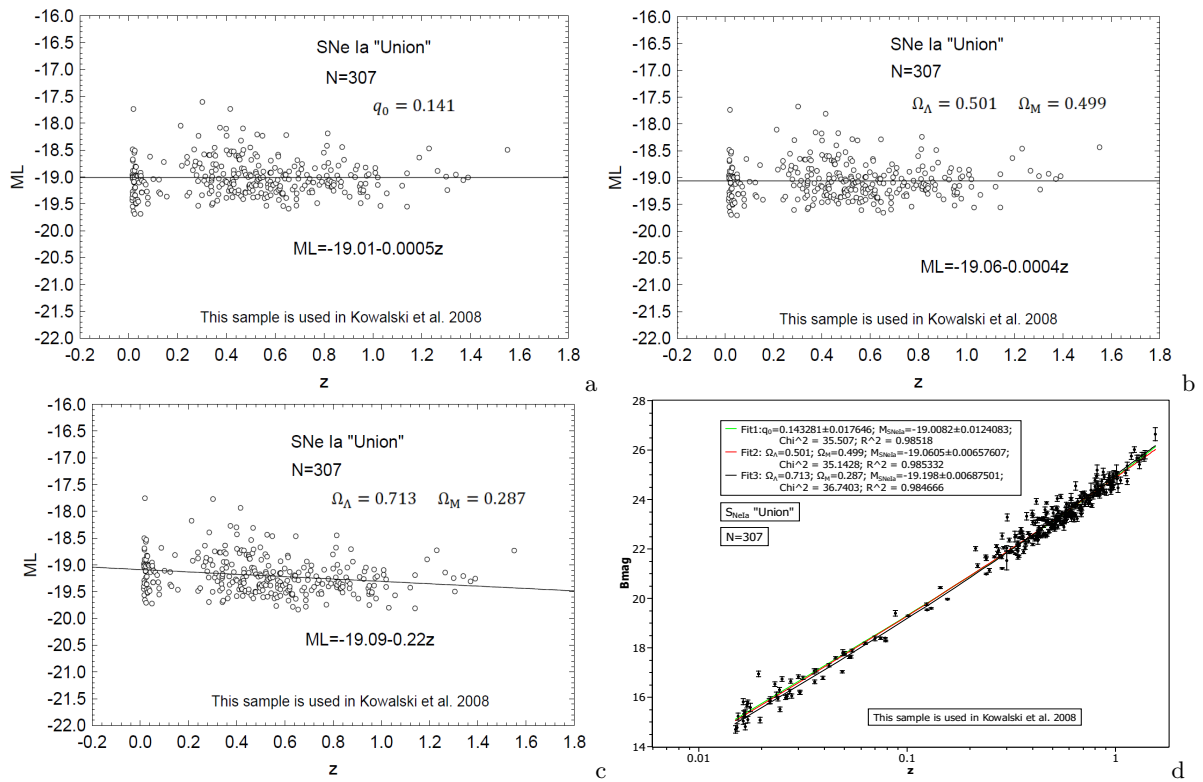 -16.0
-16.5
-17.0
-17.5
-18.0
-18.5
-19.0
-19.5
-20.0
-20.5
-21.0
-21.5
-22.0
ML
SNe Ia "Union"
N=307
q₀ = 0.141
ML=-19.01-0.0005z
This sample is used in Kowalski et al. 2008
-0.2 0.0 0.2 0.4 0.6 0.8 1.0 1.2 1.4 1.6 1.8
z
a
-16.0
-16.5
-17.0
-17.5
-18.0
-18.5
-19.0
-19.5
-20.0
-20.5
-21.0
-21.5
-22.0
ML
SNe Ia "Union"
N=307
Ω_Λ = 0.501 Ω_M = 0.499
ML=-19.06-0.0004z
This sample is used in Kowalski et al. 2008
-0.2 0.0 0.2 0.4 0.6 0.8 1.0 1.2 1.4 1.6 1.8
z
b
-16.0
-16.5
-17.0
-17.5
-18.0
-18.5
-19.0
-19.5
-20.0
-20.5
-21.0
-21.5
-22.0
ML
SNe Ia "Union"
N=307
Ω_Λ = 0.713 Ω_M = 0.287
ML=-19.09-0.22z
This sample is used in Kowalski et al. 2008
-0.2 0.0 0.2 0.4 0.6 0.8 1.0 1.2 1.4 1.6 1.8
z
c
28
26
24
22
20
18
16
14
Bmag
Fit1:q₀=0.143281±0.017646; M_SNeIa=-19.0082±0.0124083;
Chi^2 = 35.507; R^2 = 0.98518
Fit2: Ω_Λ=0.501; Ω_M=0.499; M_SNeIa=-19.0605±0.00657607;
Chi^2 = 35.1428; R^2 = 0.985332
Fit3: Ω_Λ=0.713; Ω_M=0.287; M_SNeIa=-19.198±0.00687501;
Chi^2 = 36.7403; R^2 = 0.984666
S_NeIa "Union"
N=307
This sample is used in Kowalski et al. 2008
0.01 0.1 1
z
d